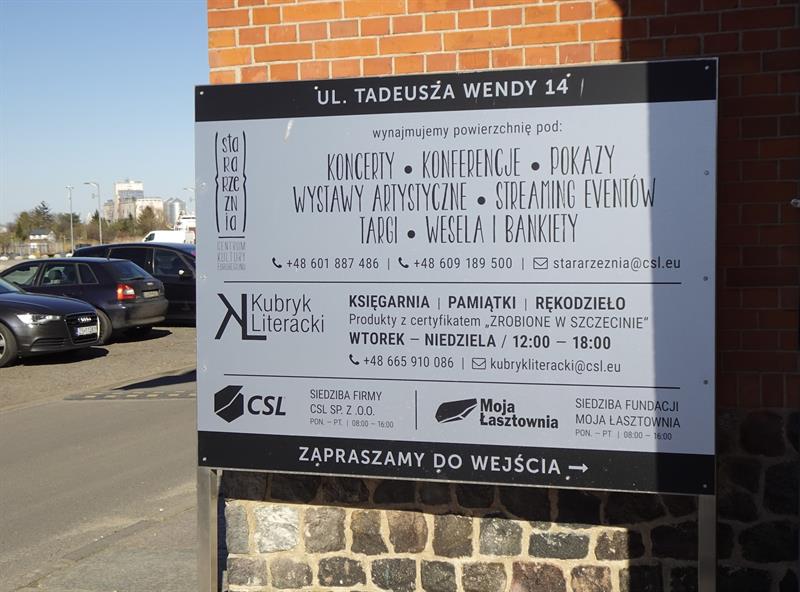 UL. TADEUSZA WENDY 14
wynajmujemy powierzchnię pod:
sta
ra
rze
źnia
CENTRUM
KULTURY
EUROREGIONU
KONCERTY • KONFERENCJE • POKAZY
WYSTAWY ARTYSTYCZNE • STREAMING EVENTÓW
TARGI • WESELA I BANKIETY
+48 601 887 486 | +48 609 189 500 | stararzeznia@csl.eu
Kubryk
Literacki
KSIĘGARNIA | PAMIĄTKI | RĘKODZIEŁO
Produkty z certyfikatem „ZROBIONE W SZCZECINIE”
WTOREK – NIEDZIELA / 12:00 – 18:00
+48 665 910 086 | kubrykliteracki@csl.eu
CSL
SIEDZIBA FIRMY
CSL SP. Z .O.O.
PON. – PT. | 08:00 – 16:00
Moja
Łasztownia
SIEDZIBA FUNDACJI
MOJA ŁASZTOWNIA
PON. – PT. | 08:00 – 16:00
ZAPRASZAMY DO WEJŚCIA →